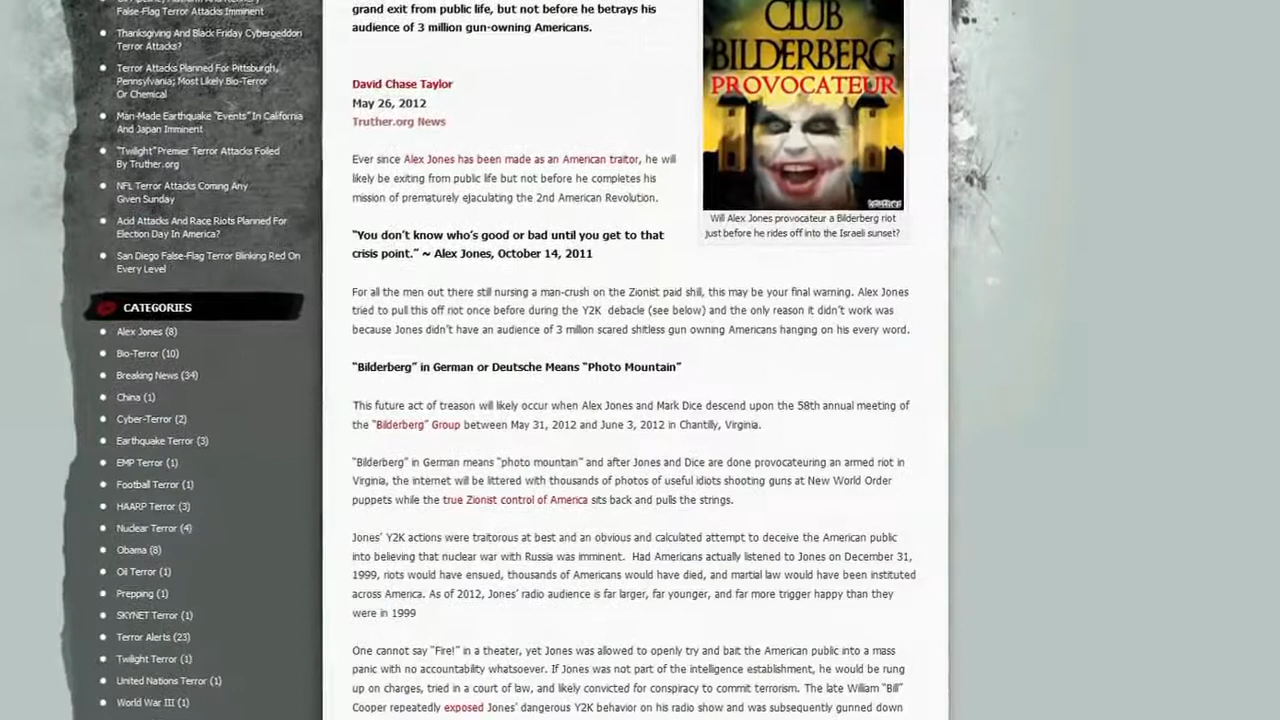 False-Flag Terror Attacks Imminent
Thanksgiving And Black Friday Cybergeddon
Terror Attacks?
Terror Attacks Planned For Pittsburgh,
Pennsylvania; Most Likely Bio-Terror
Or Chemical
Man-Made Earthquake "Events" In California
And Japan Imminent
"Twilight" Premier Terror Attacks Foiled
By Truther.org
NFL Terror Attacks Coming Any
Given Sunday
Acid Attacks And Race Riots Planned For
Election Day In America?
San Diego False-Flag Terror Blinking Red On
Every Level
CATEGORIES
Alex Jones (8)
Bio-Terror (10)
Breaking News (34)
China (1)
Cyber-Terror (2)
Earthquake Terror (3)
EMP Terror (1)
Football Terror (1)
HAARP Terror (3)
Nuclear Terror (4)
Obama (8)
Oil Terror (1)
Prepping (1)
SKYNET Terror (1)
Terror Alerts (23)
Twilight Terror (1)
United Nations Terror (1)
World War III (1)
grand exit from public life, but not before he betrays his
audience of 3 million gun-owning Americans.
David Chase Taylor
May 26, 2012
Truther.org News
Ever since Alex Jones has been made as an American traitor, he will
likely be exiting from public life but not before he completes his
mission of prematurely ejaculating the 2nd American Revolution.
"You don't know who's good or bad until you get to that
crisis point." ~ Alex Jones, October 14, 2011
CLUB
BILDERBERG
PROVOCATEUR
Will Alex Jones provocateur a Bilderberg riot
just before he rides off into the Israeli sunset?
For all the men out there still nursing a man-crush on the Zionist paid shill, this may be your final warning. Alex Jones
tried to pull this off riot once before during the Y2K debacle (see below) and the only reason it didn't work was
because Jones didn't have an audience of 3 million scared shitless gun owning Americans hanging on his every word.
"Bilderberg" in German or Deutsche Means "Photo Mountain"
This future act of treason will likely occur when Alex Jones and Mark Dice descend upon the 58th annual meeting of
the "Bilderberg" Group between May 31, 2012 and June 3, 2012 in Chantilly, Virginia.
"Bilderberg" in German means "photo mountain" and after Jones and Dice are done provocateuring an armed riot in
Virginia, the internet will be littered with thousands of photos of useful idiots shooting guns at New World Order
puppets while the true Zionist control of America sits back and pulls the strings.
Jones' Y2K actions were traitorous at best and an obvious and calculated attempt to deceive the American public
into believing that nuclear war with Russia was imminent. Had Americans actually listened to Jones on December 31,
1999, riots would have ensued, thousands of Americans would have died, and martial law would have been instituted
across America. As of 2012, Jones' radio audience is far larger, far younger, and far more trigger happy than they
were in 1999
One cannot say "Fire!" in a theater, yet Jones was allowed to openly try and bait the American public into a mass
panic with no accountability whatsoever. If Jones was not part of the intelligence establishment, he would be rung
up on charges, tried in a court of law, and likely convicted for conspiracy to commit terrorism. The late William "Bill"
Cooper repeatedly exposed Jones' dangerous Y2K behavior on his radio show and was subsequently gunned down